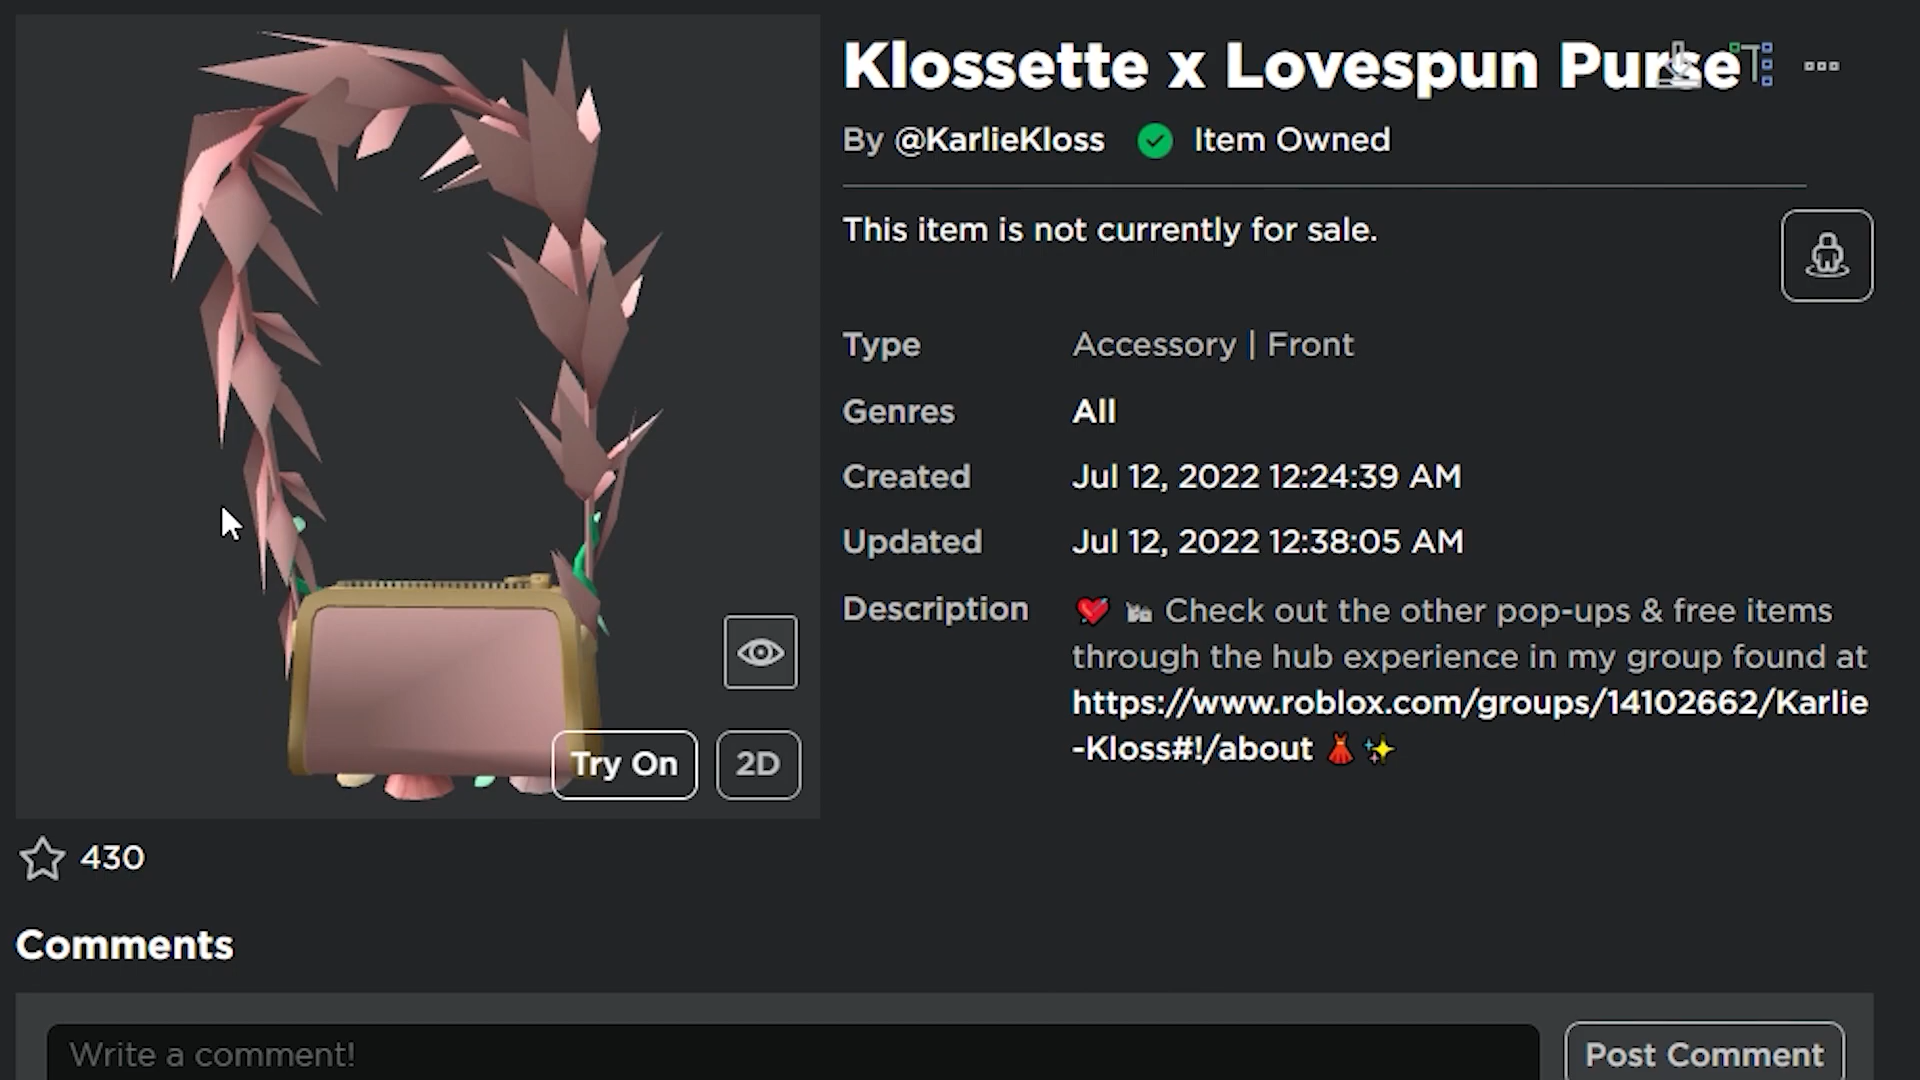 Klossette x Lovespun Purse
By @KarlieKloss Item Owned
This item is not currently for sale.
Type Accessory | Front
Genres All
Created Jul 12, 2022 12:24:39 AM
Updated Jul 12, 2022 12:38:05 AM
Description 💘 🏰 Check out the other pop-ups & free items
through the hub experience in my group found at
https://www.roblox.com/groups/14102662/Karlie
-Kloss#!/about 💃✨
Try On 2D
430
Comments
Write a comment! Post Comment